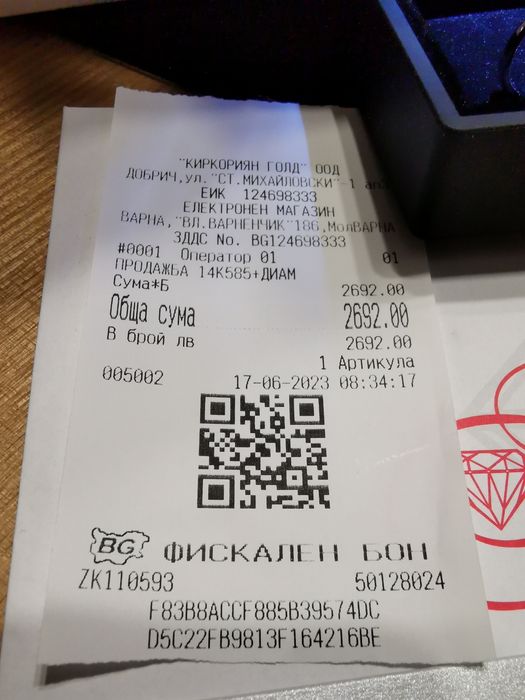 "КИРКОРИЯН ГОЛД" ООД
ДОБРИЧ,ул."СТ.МИХАЙЛОВСКИ"-1
ЕИК 124698333
ЕЛЕКТРОНЕН МАГАЗИН
ВАРНА,"ВЛ.ВАРНЕНЧИК"186,МолВАРНА
ЗДДС No. BG124698333
#0001 Оператор 01 01
ПРОДАЖБА 14K585+ДИАМ
Сума*Б 2692.00
Обща сума 2692.00
В брой лв 2692.00
1 Артикула
005002 17-06-2023 08:34:17
BG ФИСКАЛЕН БОН
ZK110593 50128024
F83B8ACCF885B39574DC
D5C22FB9813F164216BE